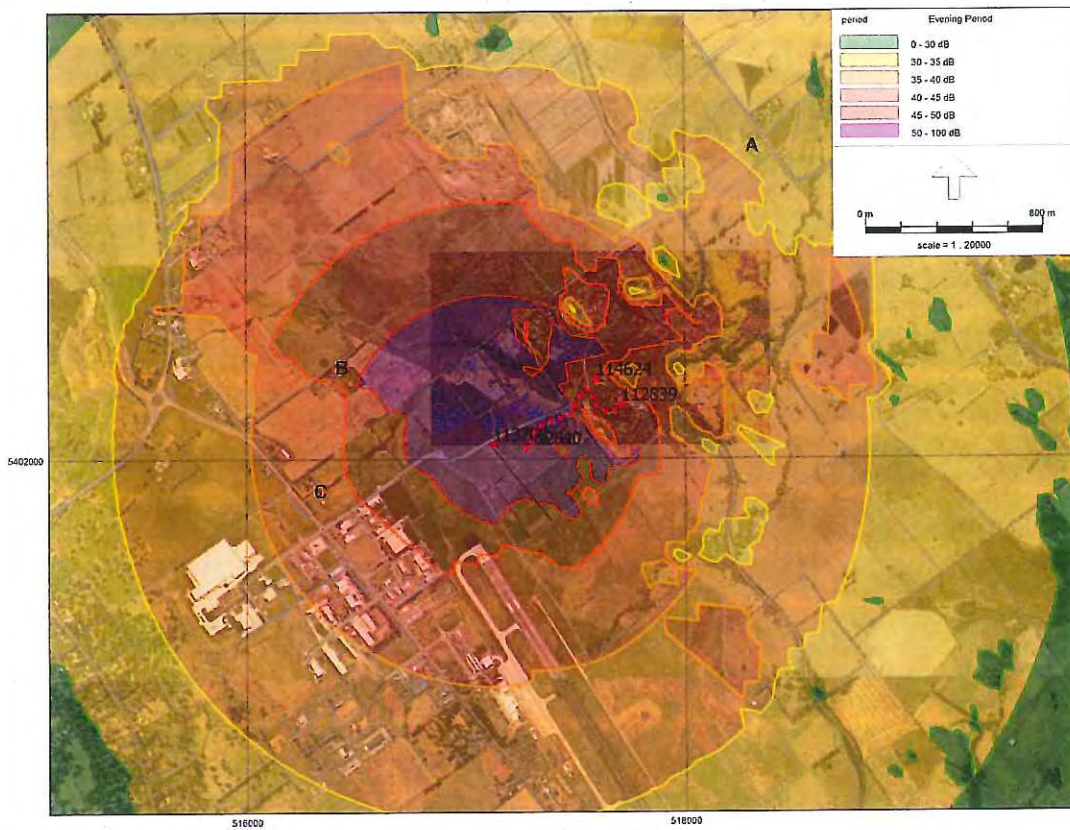 period Evening Period
0 - 30 dB
30 - 35 dB
35 - 40 dB
40 - 45 dB
45 - 50 dB
50 - 100 dB
0 m 800 m
scale = 1 : 20000
A
B
114624
112839
5402000
C
516000 518000